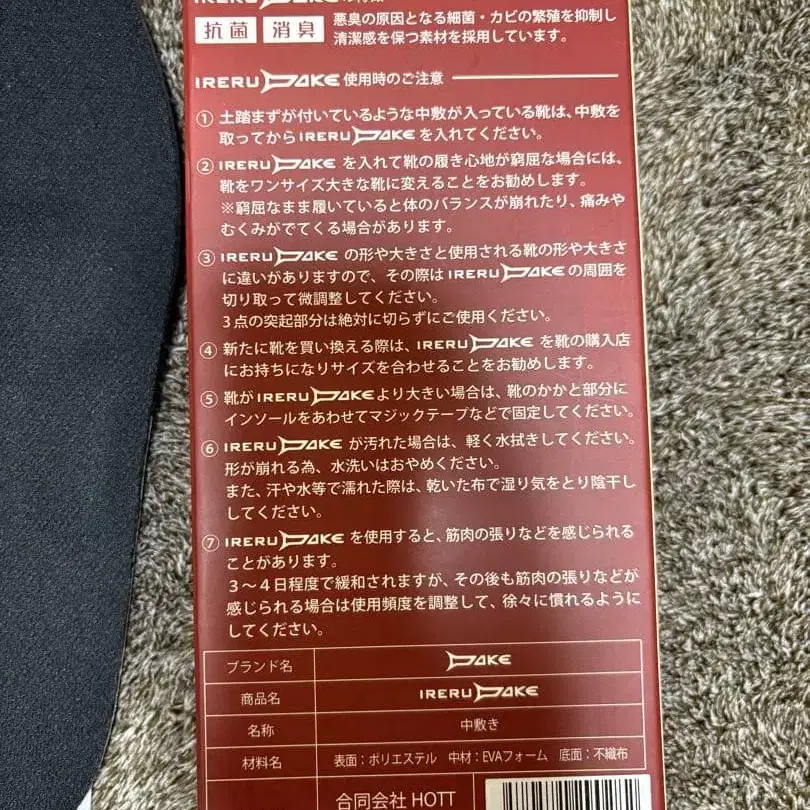 IRERU DAKE の特徴
抗菌 消臭 悪臭の原因となる細菌・カビの繁殖を抑制し
清潔感を保つ素材を採用しています。
IRERU DAKE 使用時のご注意
① 土踏まずが付いているような中敷が入っている靴は、中敷を
取ってからIRERU DAKE を入れてください。
② IRERU DAKE を入れて靴の履き心地が窮屈な場合には、
靴をワンサイズ大きな靴に変えることをお勧めします。
※窮屈なまま履いていると体のバランスが崩れたり、痛みや
むくみがでてくる場合があります。
③ IRERU DAKE の形や大きさと使用される靴の形や大きさ
に違いがありますので、その際は IRERU DAKE の周囲を
切り取って微調整してください。
３点の突起部分は絶対に切らずにご使用ください。
④ 新たに靴を買い換える際は、IRERU DAKE を靴の購入店
にお持ちになりサイズを合わせることをお勧めします。
⑤ 靴が IRERU DAKE より大きい場合は、靴のかかと部分に
インソールをあわせてマジックテープなどで固定してください。
⑥ IRERU DAKE が汚れた場合は、軽く水拭きしてください。
形が崩れる為、水洗いはおやめください。
また、汗や水等で濡れた際は、乾いた布で湿り気をとり陰干し
してください。
⑦ IRERU DAKE を使用すると、筋肉の張りなどを感じられる
ことがあります。
３～４日程度で緩和されますが、その後も筋肉の張りなどが
感じられる場合は使用頻度を調整して、徐々に慣れるように
してください。
ブランド名 DAKE
商品名 IRERU DAKE
名称 中敷き
材料名 表面：ポリエステル 中材：EVAフォーム 底面：不織布
合同会社 HOTT